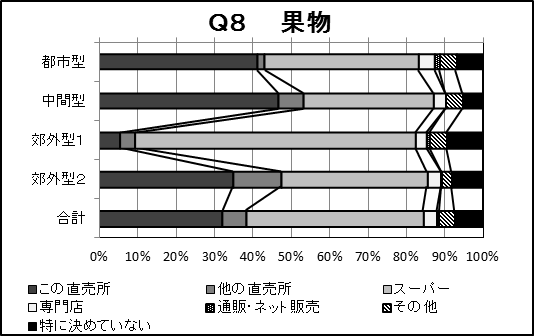 Q8 果物
都市型
中間型
郊外型1
郊外型2
合計
0% 10% 20% 30% 40% 50% 60% 70% 80% 90% 100%
この直売所 他の直売所 スーパー
専門店 通販・ネット販売 その他
特に決めていない